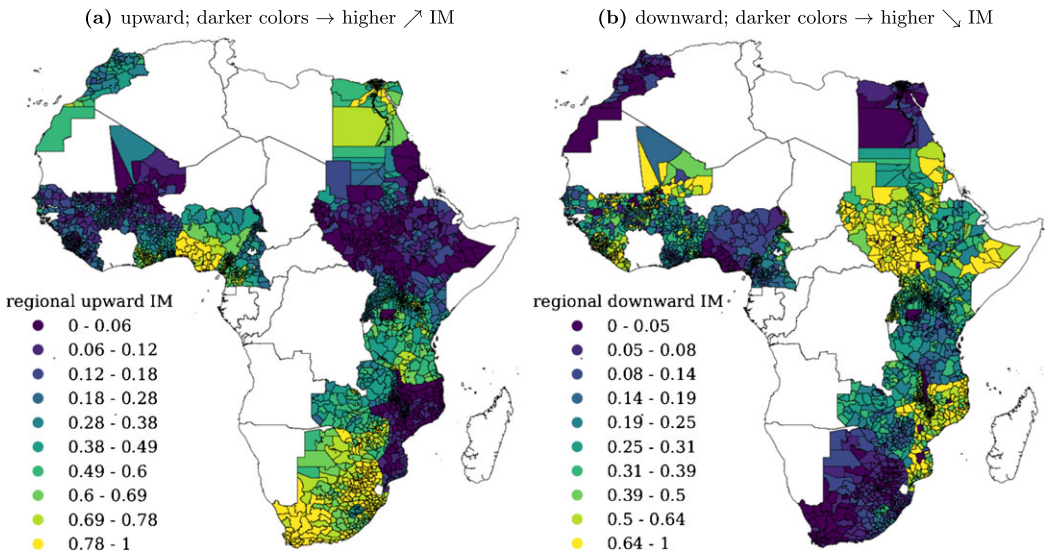 (a) upward; darker colors → higher ↗ IM
regional upward IM
0 - 0.06
0.06 - 0.12
0.12 - 0.18
0.18 - 0.28
0.28 - 0.38
0.38 - 0.49
0.49 - 0.6
0.6 - 0.69
0.69 - 0.78
0.78 - 1
(b) downward; darker colors → higher ↘ IM
regional downward IM
0 - 0.05
0.05 - 0.08
0.08 - 0.14
0.14 - 0.19
0.19 - 0.25
0.25 - 0.31
0.31 - 0.39
0.39 - 0.5
0.5 - 0.64
0.64 - 1